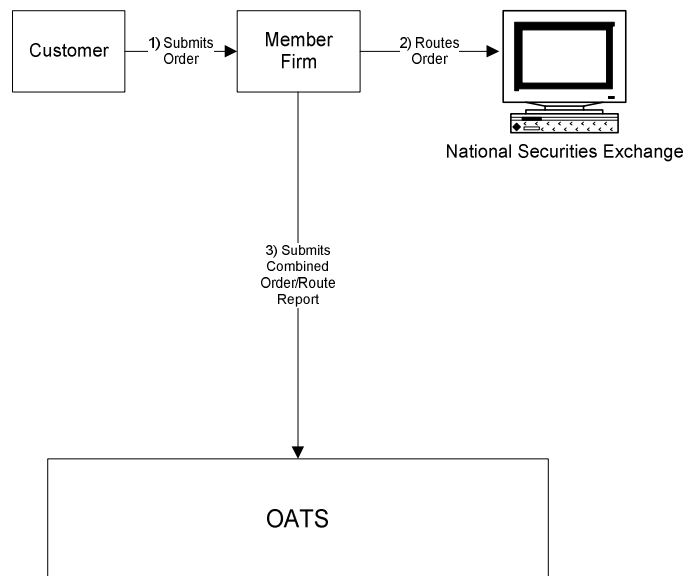 Customer
1) Submits
Order
Member
Firm
2) Routes
Order
National Securities Exchange
3) Submits
Combined
Order/Route
Report
OATS